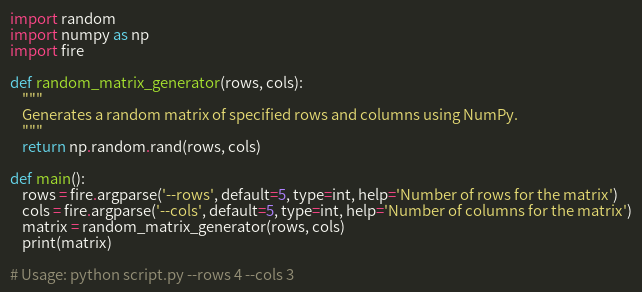 import random
import numpy as np
import fire

def random_matrix_generator(rows, cols):
    """
    Generates a random matrix of specified rows and columns using NumPy.
    """
    return np.random.rand(rows, cols)

def main():
    rows = fire.argparse('--rows', default=5, type=int, help='Number of rows for the matrix')
    cols = fire.argparse('--cols', default=5, type=int, help='Number of columns for the matrix')
    matrix = random_matrix_generator(rows, cols)
    print(matrix)

# Usage: python script.py --rows 4 --cols 3